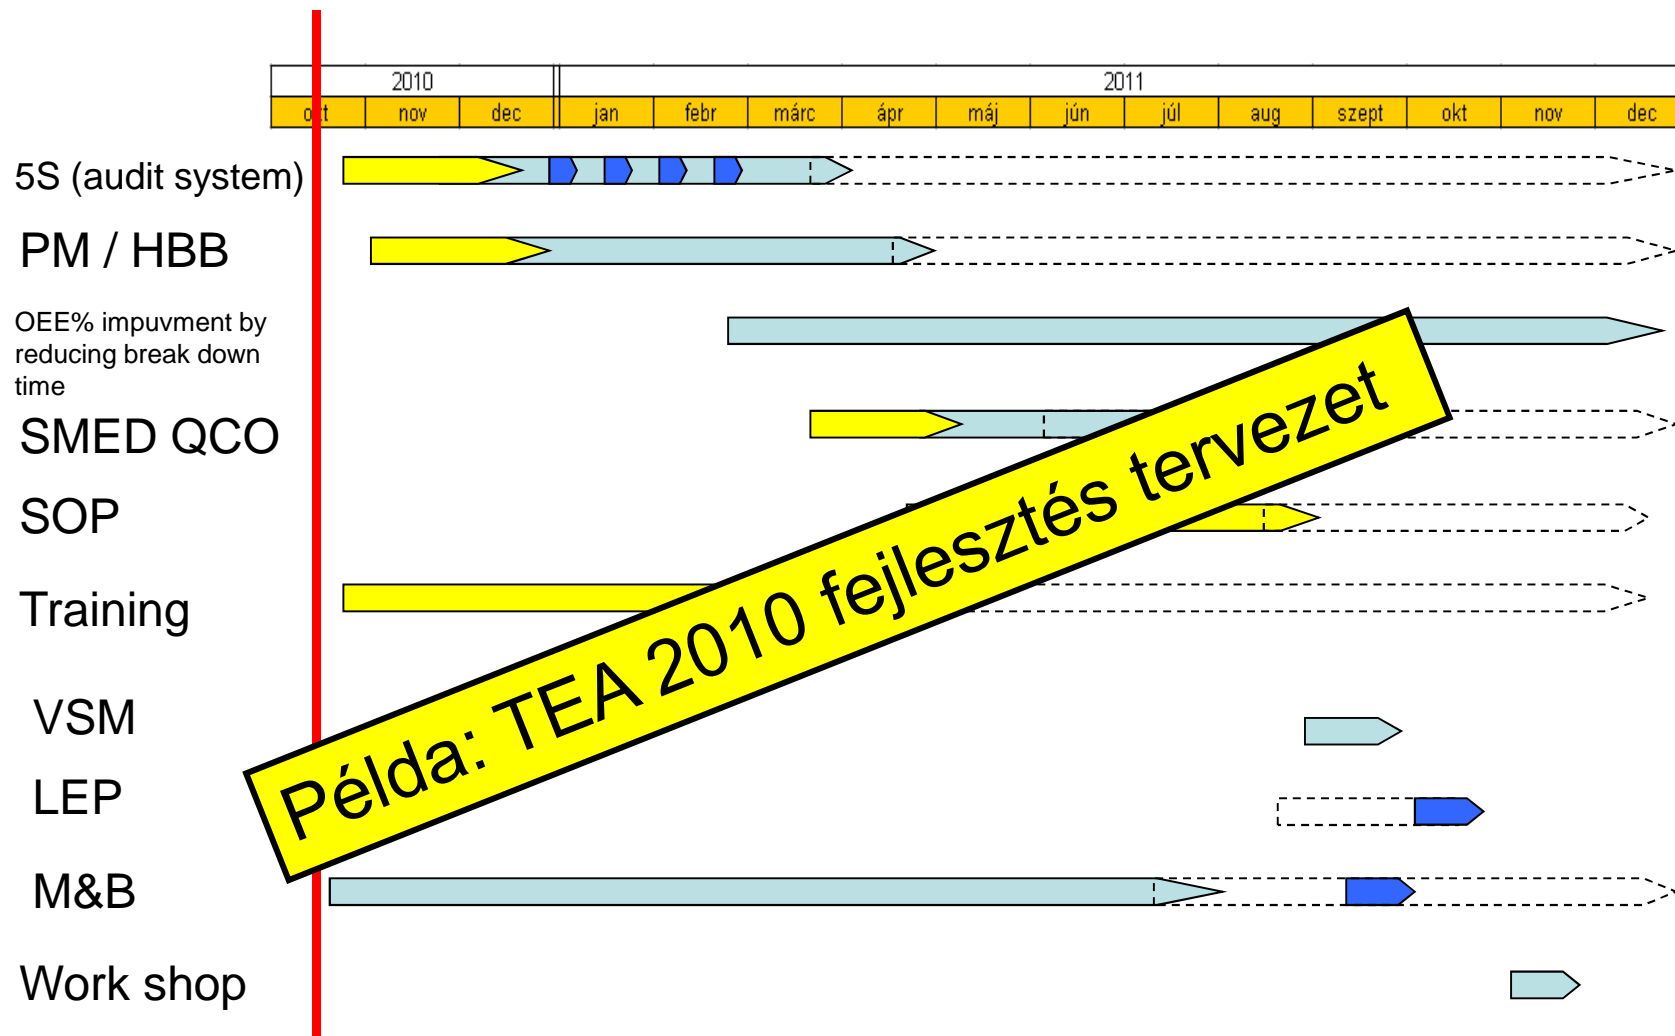 2010 2011
okt nov dec jan febr márc ápr máj jún júl aug szept okt nov dec
5S (audit system)
PM / HBB
OEE% impuvment by
reducing break down
time
SMED QCO
SOP
Training
VSM
LEP
M&B
Work shop
Példa: TEA 2010 fejlesztés tervezet